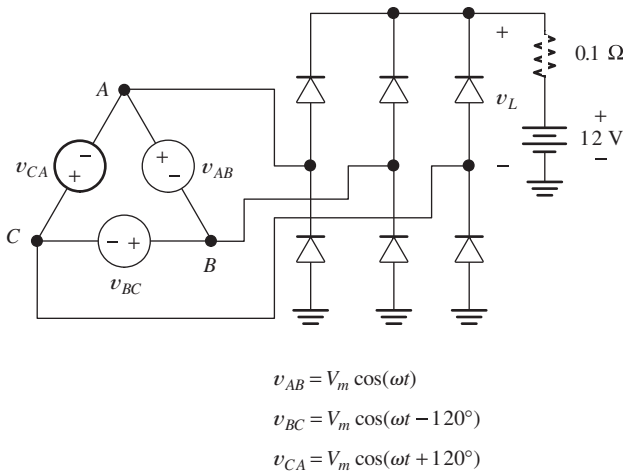 +
0.1 Ω
A
v_L
+
12 V
−
−
+
v_CA
+
−
v_AB
−
C
− +
B
v_BC
v_AB = V_m cos(ωt)
v_BC = V_m cos(ωt − 120°)
v_CA = V_m cos(ωt + 120°)